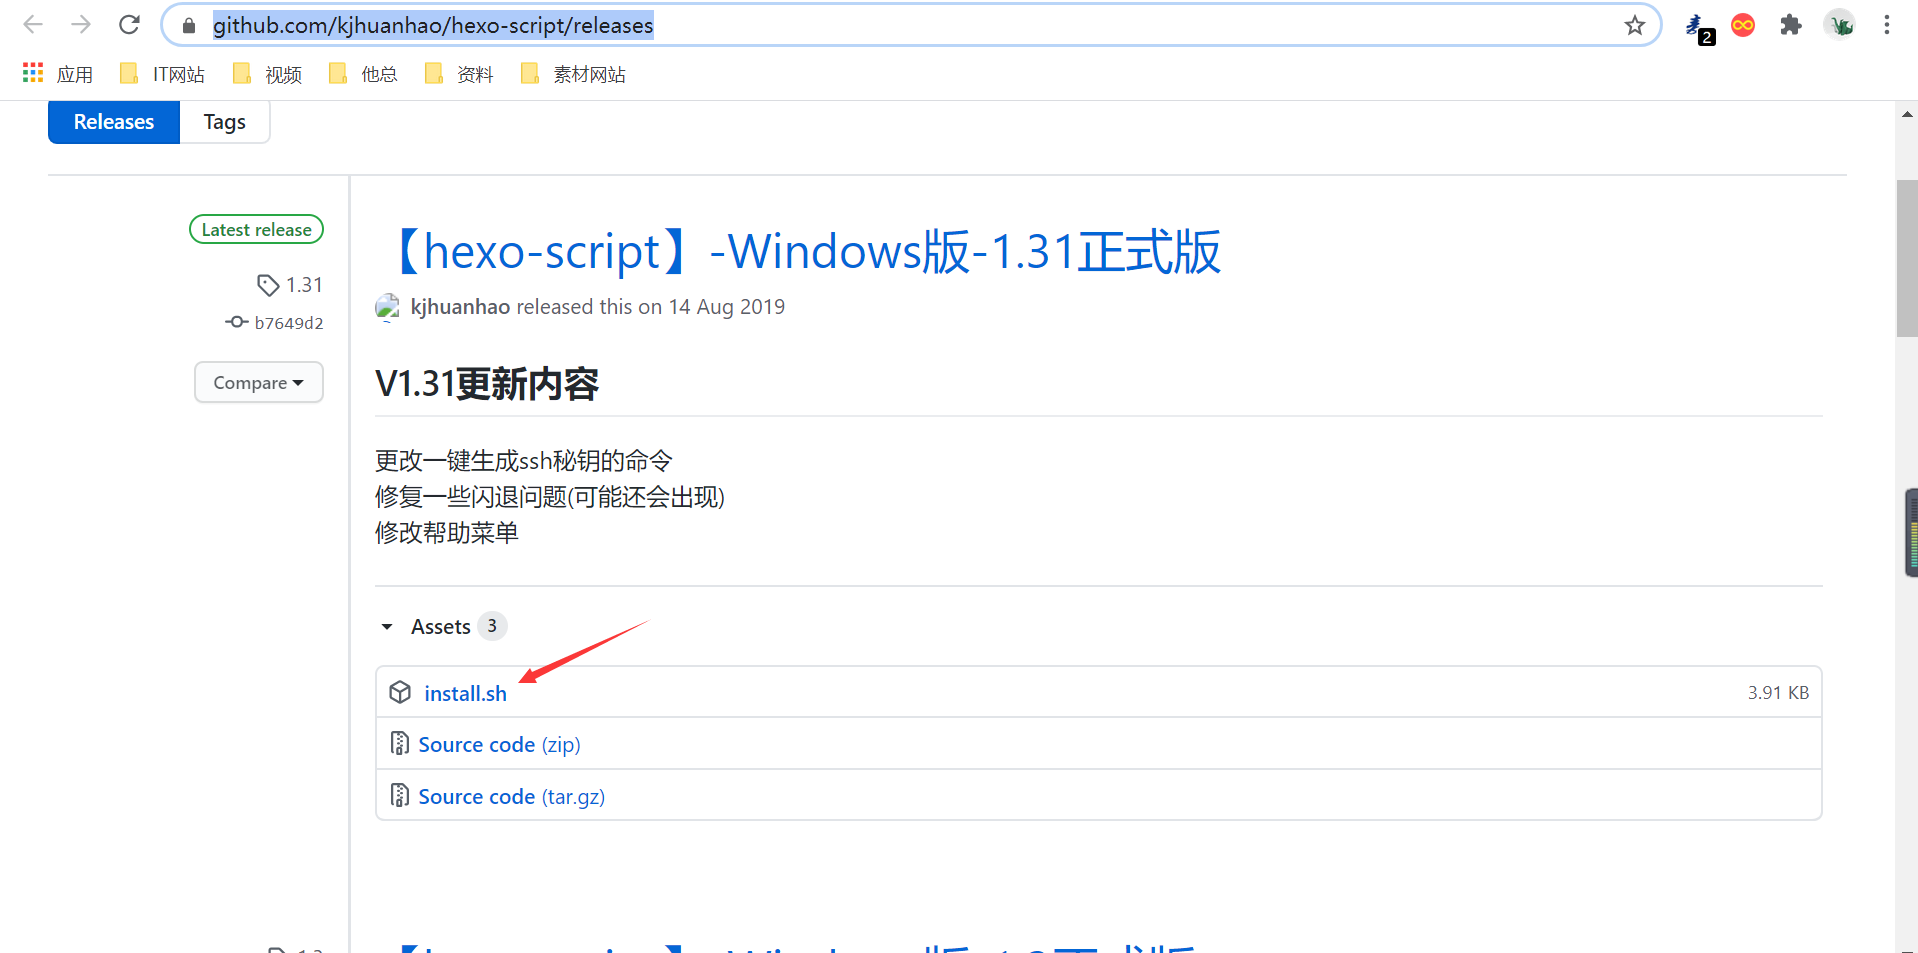 github.com/kjhuanhao/hexo-script/releases
2
应用 IT网站 视频 他总 资料 素材网站
Releases Tags
Latest release
1.31
b7649d2
Compare
【hexo-script】-Windows版-1.31正式版
kjhuanhao released this on 14 Aug 2019
V1.31更新内容
更改一键生成ssh秘钥的命令
修复一些闪退问题(可能还会出现)
修改帮助菜单
Assets 3
install.sh 3.91 KB
Source code (zip)
Source code (tar.gz)